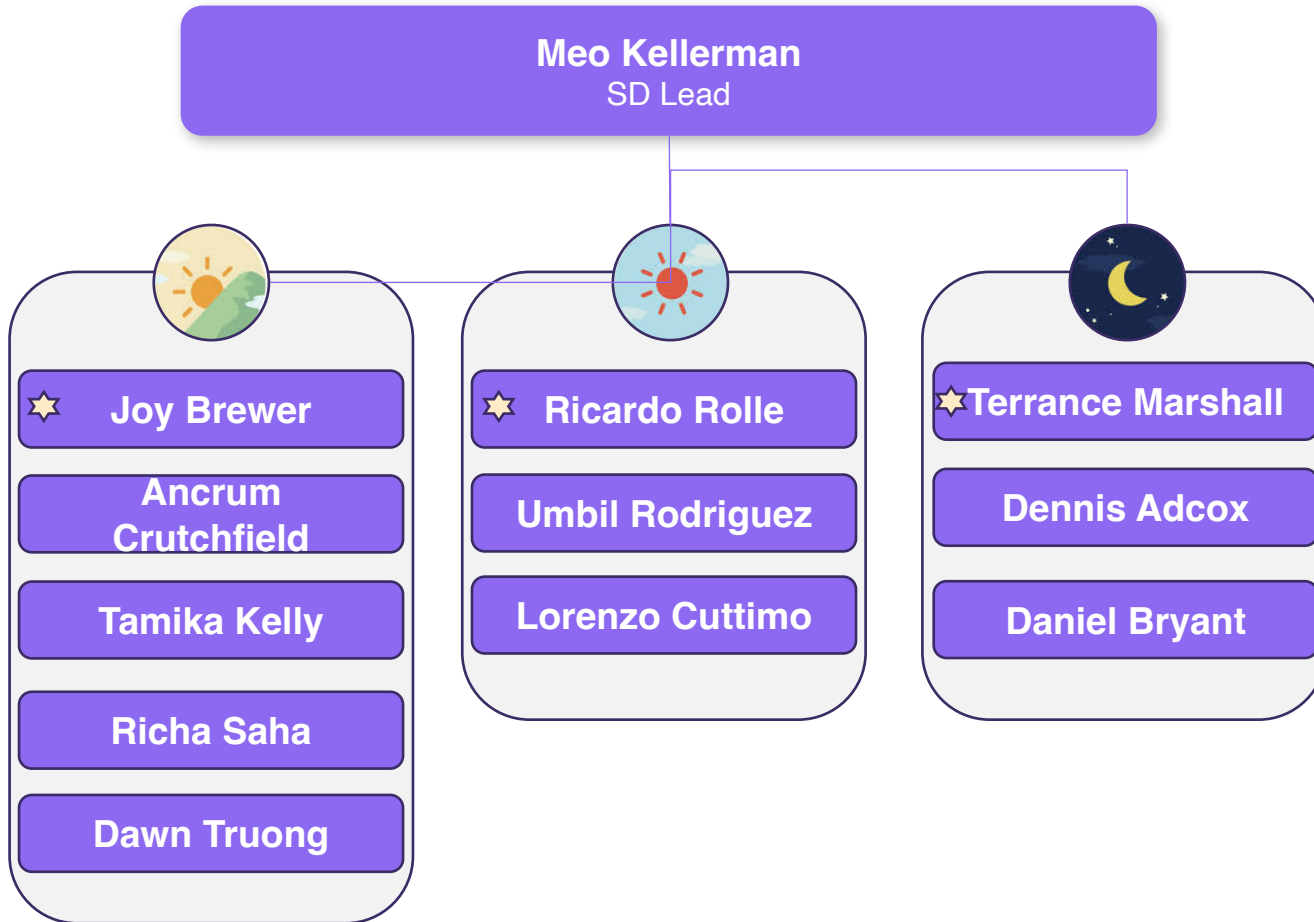 Meo Kellerman
SD Lead
Joy Brewer
Ancrum
Crutchfield
Tamika Kelly
Richa Saha
Dawn Truong
Ricardo Rolle
Umbil Rodriguez
Lorenzo Cuttimo
Terrance Marshall
Dennis Adcox
Daniel Bryant